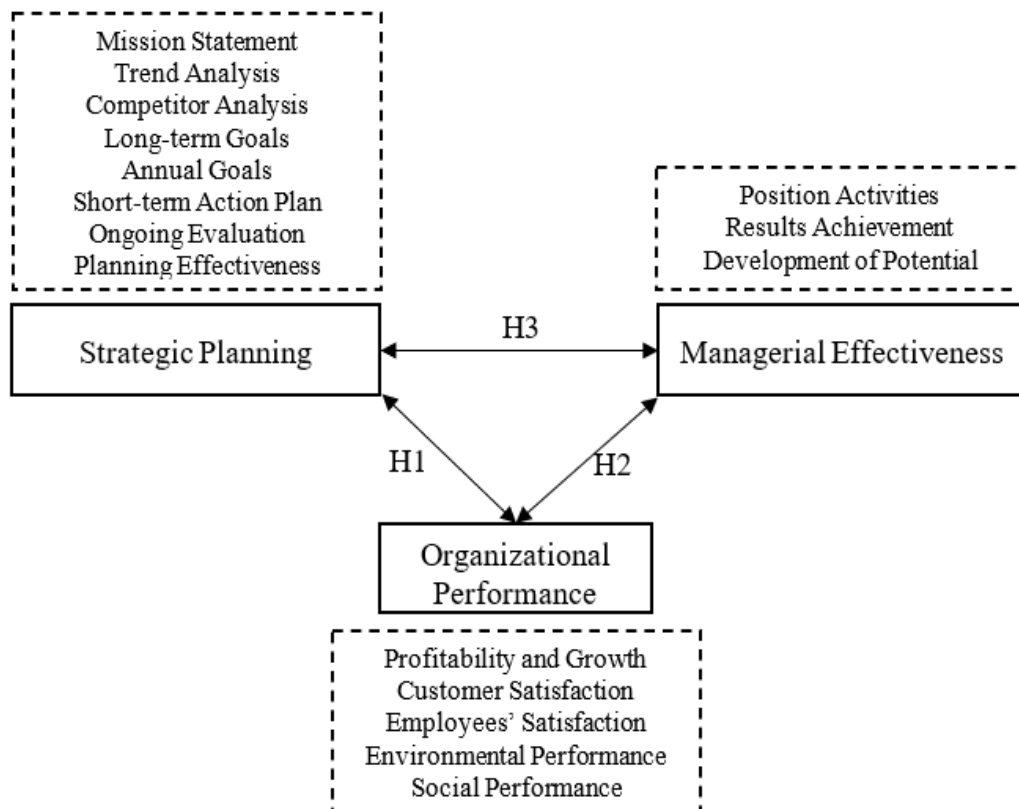 Mission Statement
Trend Analysis
Competitor Analysis
Long-term Goals
Annual Goals
Short-term Action Plan
Ongoing Evaluation
Planning Effectiveness
Position Activities
Results Achievement
Development of Potential
Strategic Planning
H3
Managerial Effectiveness
H1
H2
Organizational
Performance
Profitability and Growth
Customer Satisfaction
Employees’ Satisfaction
Environmental Performance
Social Performance